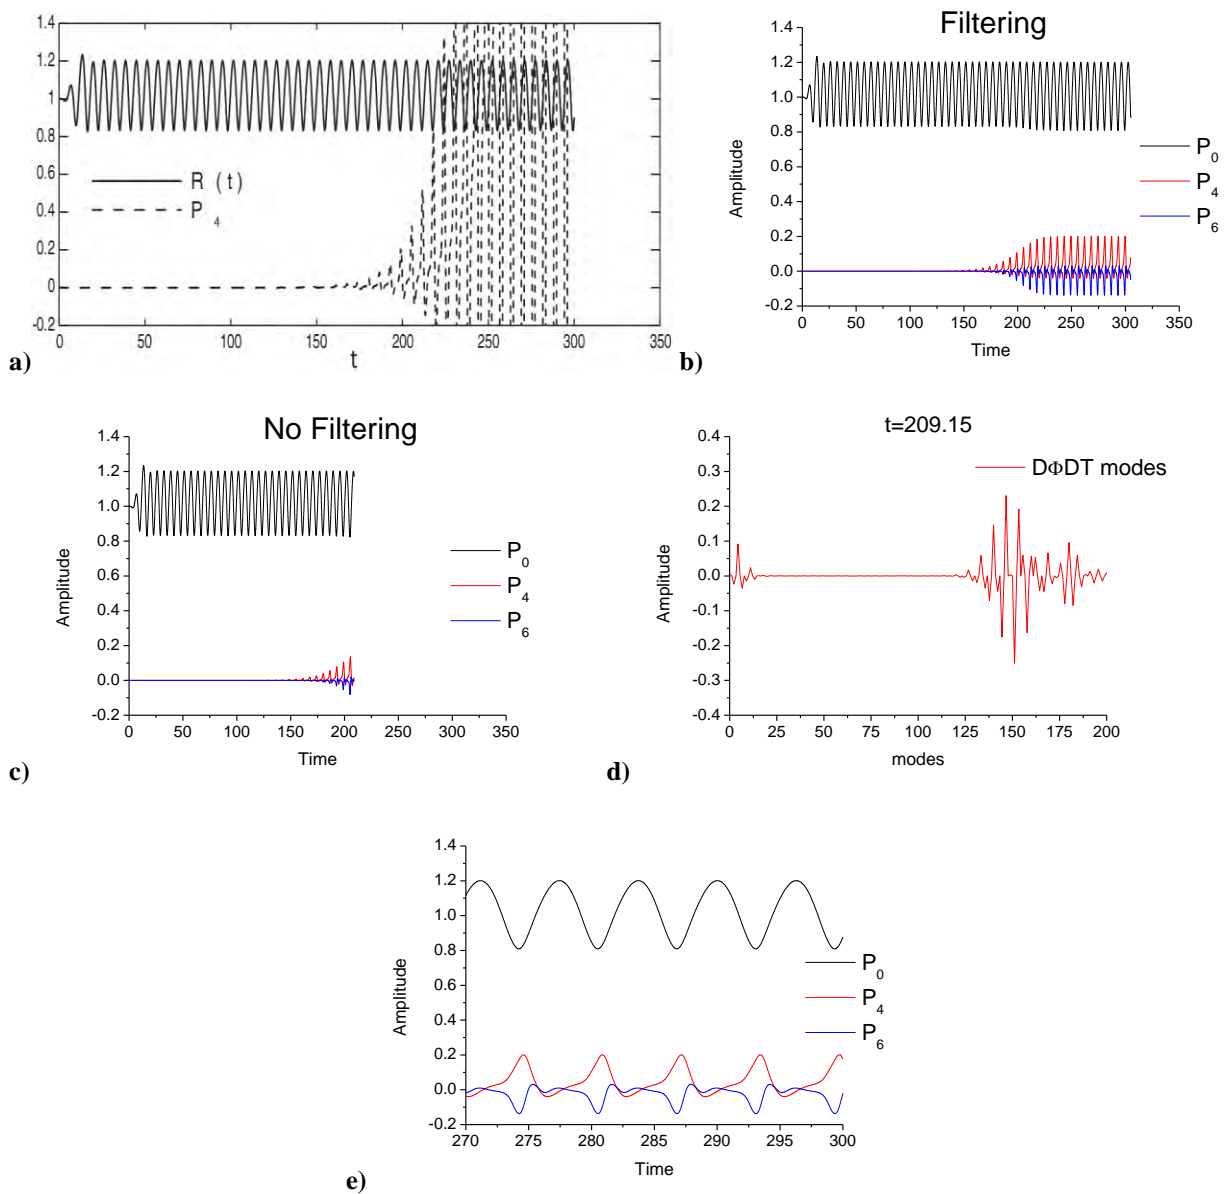 1.4
1.2
1
0.8
0.6
0.4
0.2
0
-0.2
R (t)
P 4
0 50 100 150 200 250 300 350
t
a)
Filtering
1.4
1.2
1.0
0.8
0.6
0.4
0.2
0.0
-0.2
Amplitude
P0
P4
P6
0 50 100 150 200 250 300 350
Time
b)
No Filtering
1.4
1.2
1.0
0.8
0.6
0.4
0.2
0.0
-0.2
Amplitude
P0
P4
P6
0 50 100 150 200 250 300 350
Time
c)
t=209.15
0.4
0.3
0.2
0.1
0.0
-0.1
-0.2
-0.3
-0.4
Amplitude
DΦDT modes
0 25 50 75 100 125 150 175 200
modes
d)
1.4
1.2
1.0
0.8
0.6
0.4
0.2
0.0
-0.2
Amplitude
P0
P4
P6
270 275 280 285 290 295 300
Time
e)